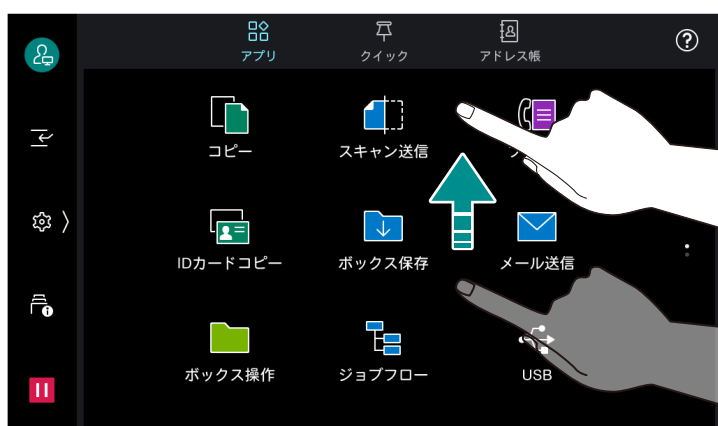 アプリ
クイック
アドレス帳
コピー
スキャン送信
IDカードコピー
ボックス保存
メール送信
ボックス操作
ジョブフロー
USB